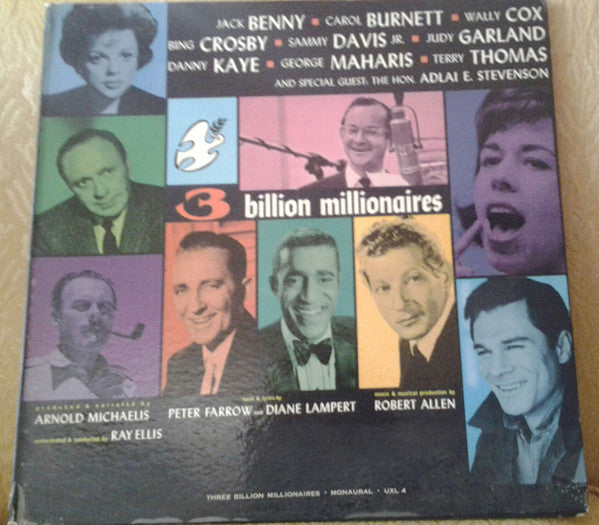 JACK BENNY ▪ CAROL BURNETT ▪ WALLY COX
BING CROSBY ▪ SAMMY DAVIS JR. ▪ JUDY GARLAND
DANNY KAYE ▪ GEORGE MAHARIS ▪ TERRY THOMAS
AND SPECIAL GUEST: THE HON. ADLAI E. STEVENSON
3 billion millionaires
produced & narrated by
ARNOLD MICHAELIS
orchestrated & conducted by RAY ELLIS
book & lyrics by
PETER FARROW and DIANE LAMPERT
music & musical production by
ROBERT ALLEN
THREE BILLION MILLIONAIRES • MONAURAL • UXL 4